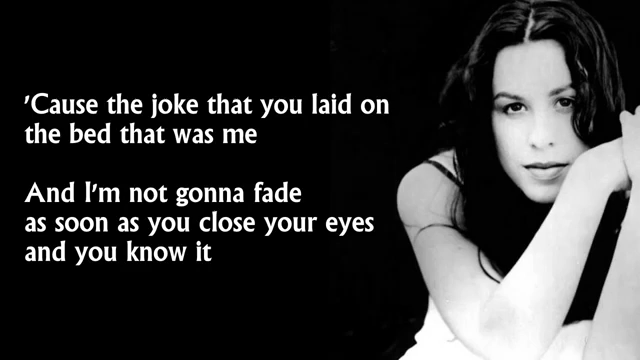 'Cause the joke that you laid on
the bed that was me
And I'm not gonna fade
as soon as you close your eyes
and you know it